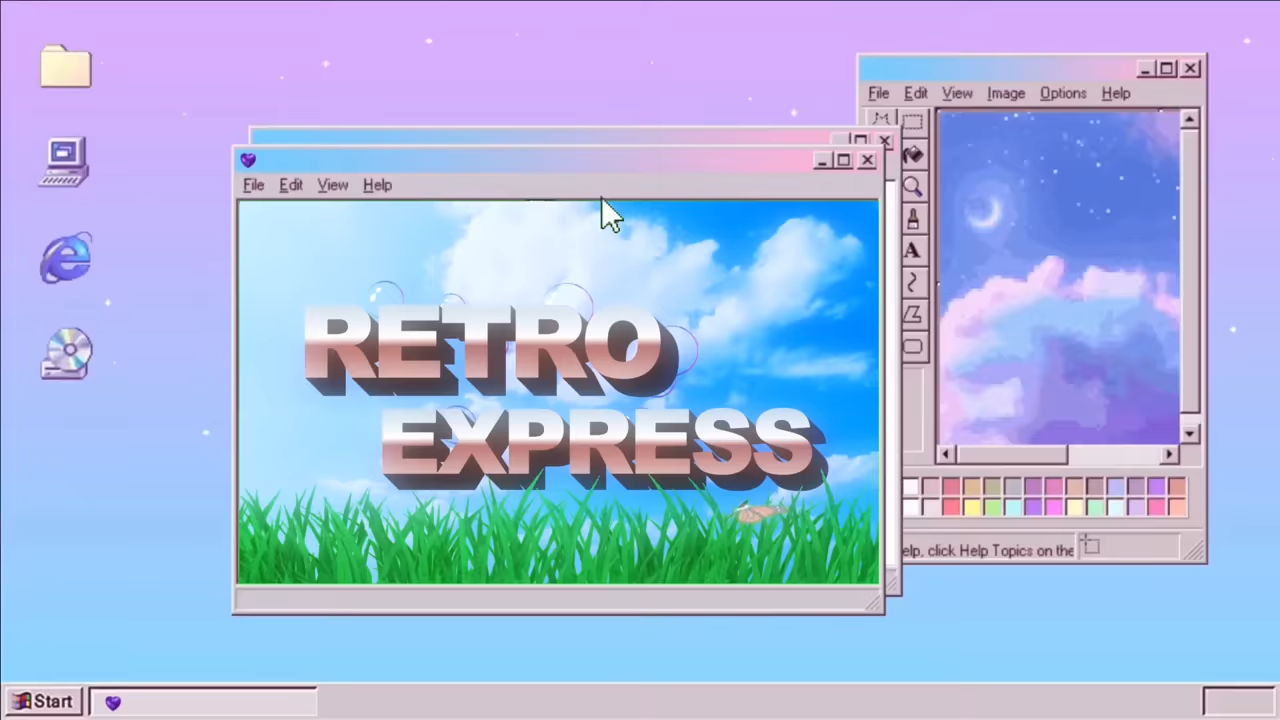 File Edit View Image Options Help
File Edit View Help
RETRO
EXPRESS
A
elp, click Help Topics on the
Start